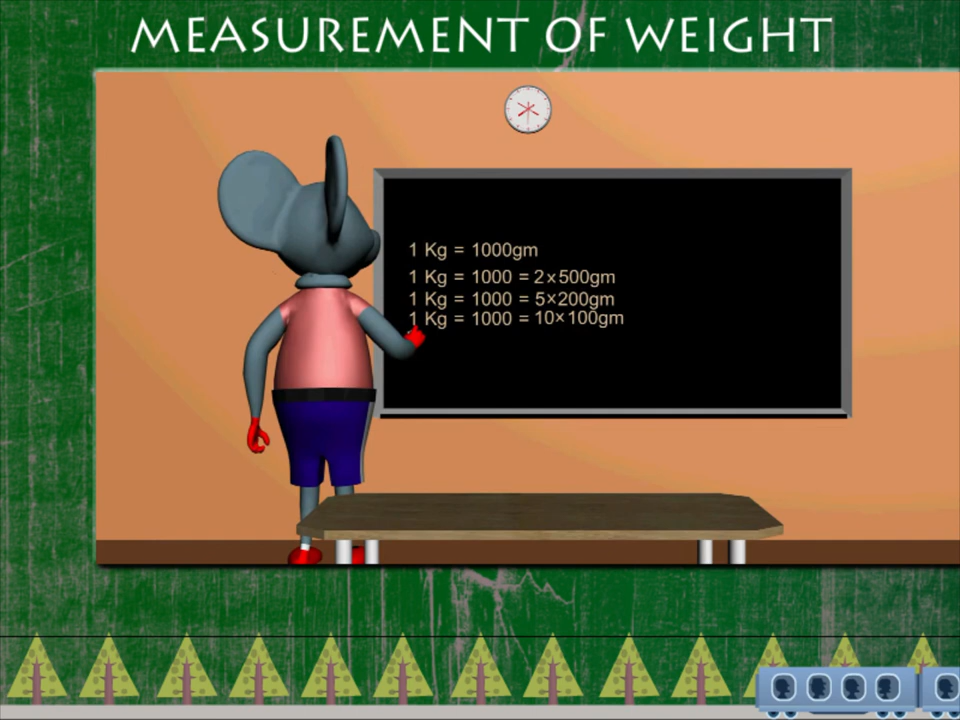 MEASUREMENT OF WEIGHT
1 Kg = 1000gm
1 Kg = 1000 = 2×500gm
1 Kg = 1000 = 5×200gm
1 Kg = 1000 = 10×100gm